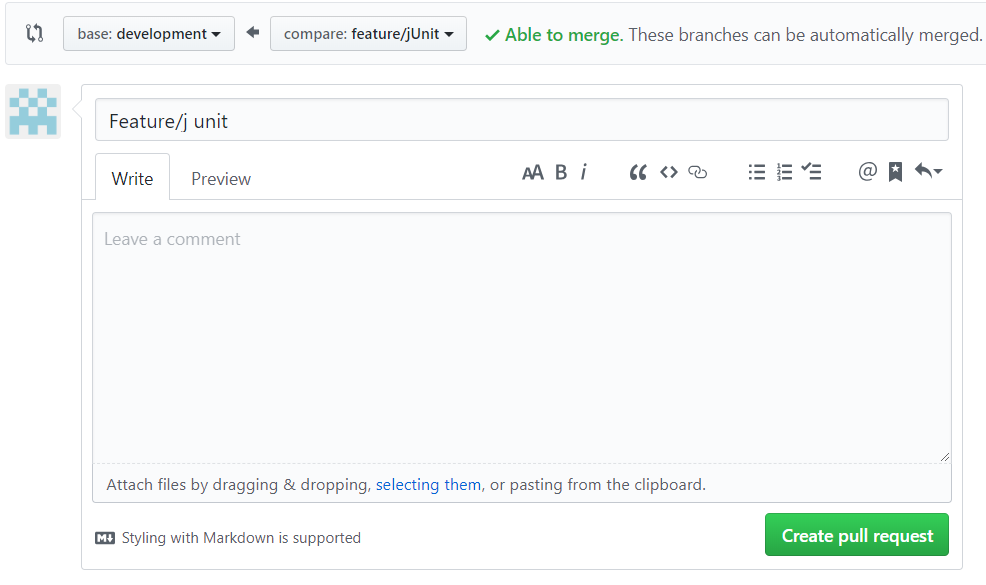 base: development compare: feature/jUnit Able to merge. These branches can be automatically merged.
Feature/j unit
Write Preview AA B i @
Leave a comment
Attach files by dragging & dropping, selecting them, or pasting from the clipboard.
M↓ Styling with Markdown is supported
Create pull request